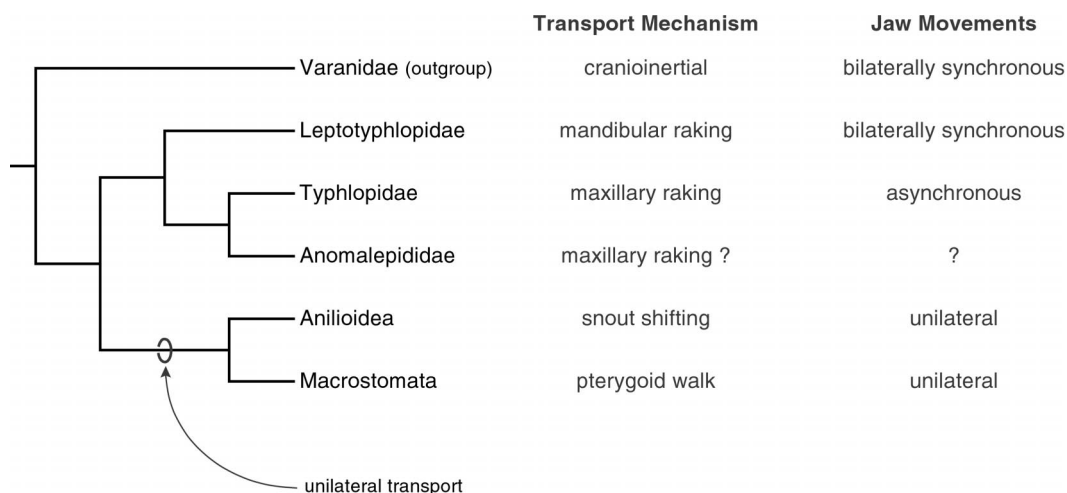 Transport Mechanism Jaw Movements
Varanidae (outgroup) cranioinertial bilaterally synchronous
Leptotyphlopidae mandibular raking bilaterally synchronous
Typhlopidae maxillary raking asynchronous
Anomalepididae maxillary raking ? ?
Anilioidea snout shifting unilateral
Macrostomata pterygoid walk unilateral
unilateral transport